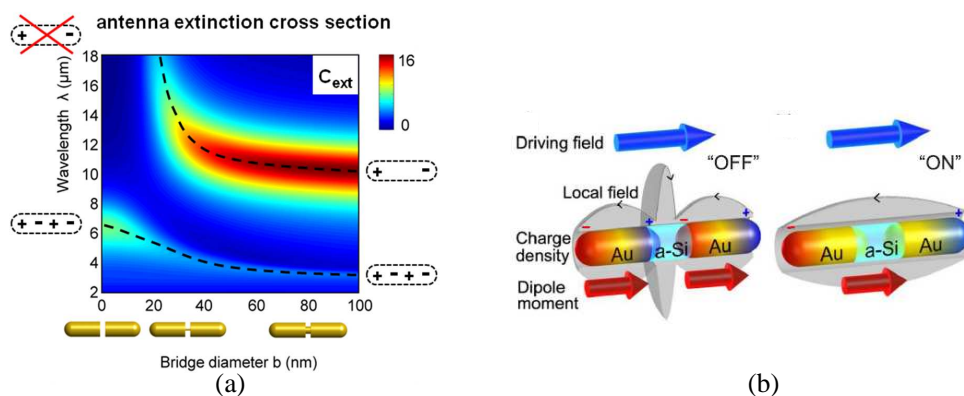 antenna extinction cross section
+ -
18
16
14
12
10
8
6
4
2
Wavelength λ (μm)
C ext
16
0
+ -
+ - + -
+ - + -
0 20 40 60 80 100
Bridge diameter b (nm)
(a)
Driving field
"OFF"
"ON"
Local field
- + - +
- +
Charge
density
Au a-Si Au
Au a-Si Au
Dipole
moment
(b)